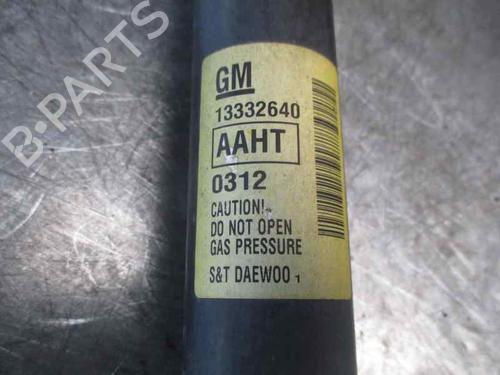 GM
13332640
AAHT
0312
CAUTION!
DO NOT OPEN
GAS PRESSURE
S&T DAEWOO 1
B-PARTS